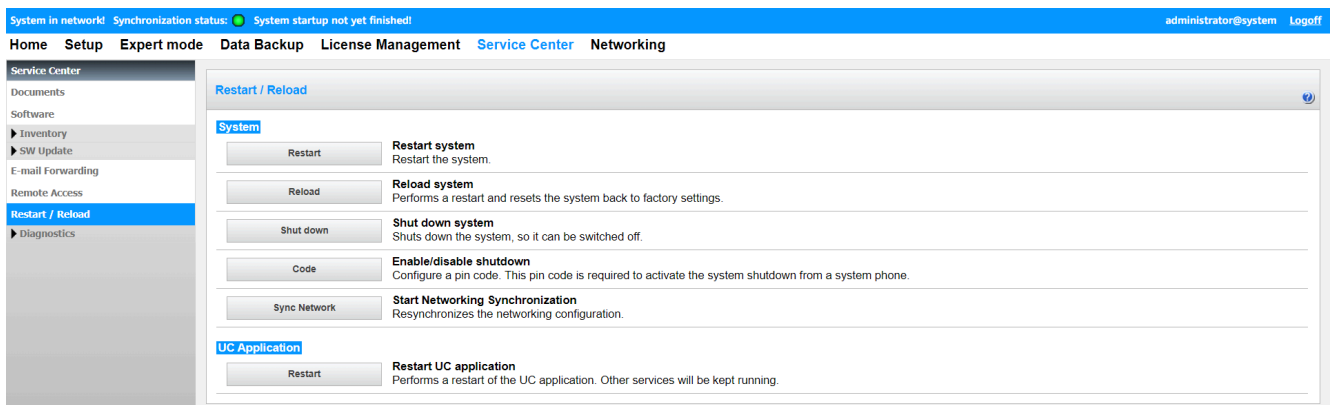 System in network! Synchronization status: System startup not yet finished! administrator@system Logoff
Home Setup Expert mode Data Backup License Management Service Center Networking
Service Center
Documents
Software
Inventory
SW Update
E-mail Forwarding
Remote Access
Restart / Reload
Diagnostics
Restart / Reload
System
Restart
Restart system
Restart the system.
Reload
Reload system
Performs a restart and resets the system back to factory settings.
Shut down
Shut down system
Shuts down the system, so it can be switched off.
Code
Enable/disable shutdown
Configure a pin code. This pin code is required to activate the system shutdown from a system phone.
Sync Network
Start Networking Synchronization
Resynchronizes the networking configuration.
UC Application
Restart
Restart UC application
Performs a restart of the UC application. Other services will be kept running.